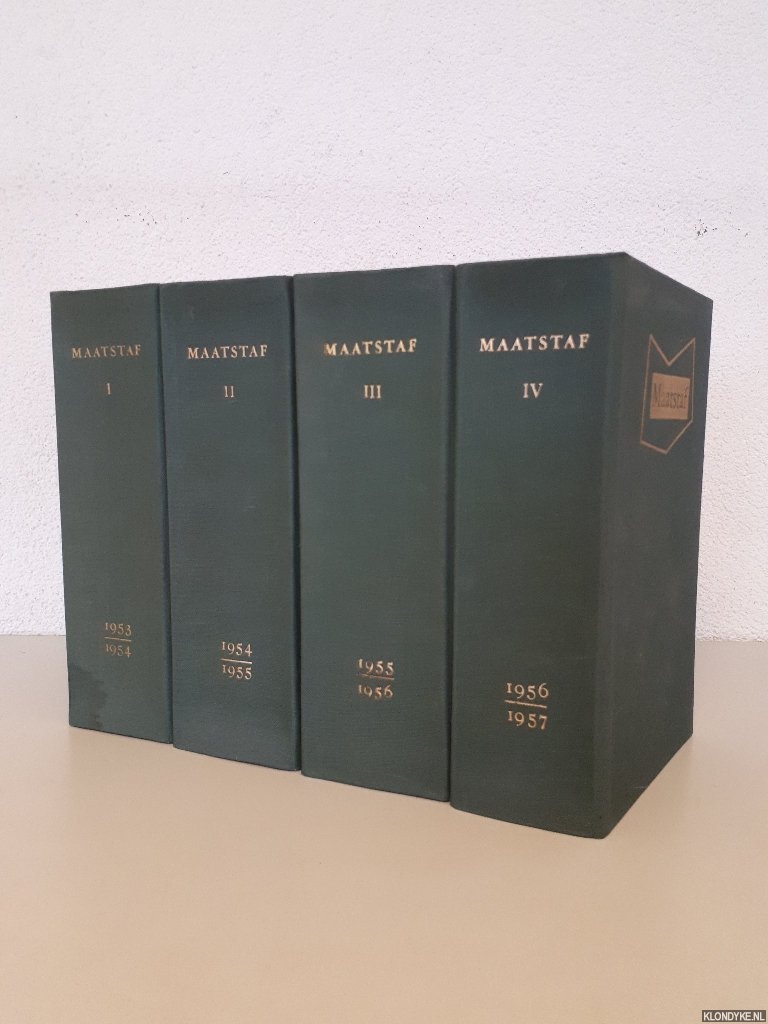 MAATSTAF
I
1953
1954
MAATSTAF
II
1954
1955
MAATSTAF
III
1955
1956
MAATSTAF
IV
1956
1957
Maatstaf
KLONDYKE.NL